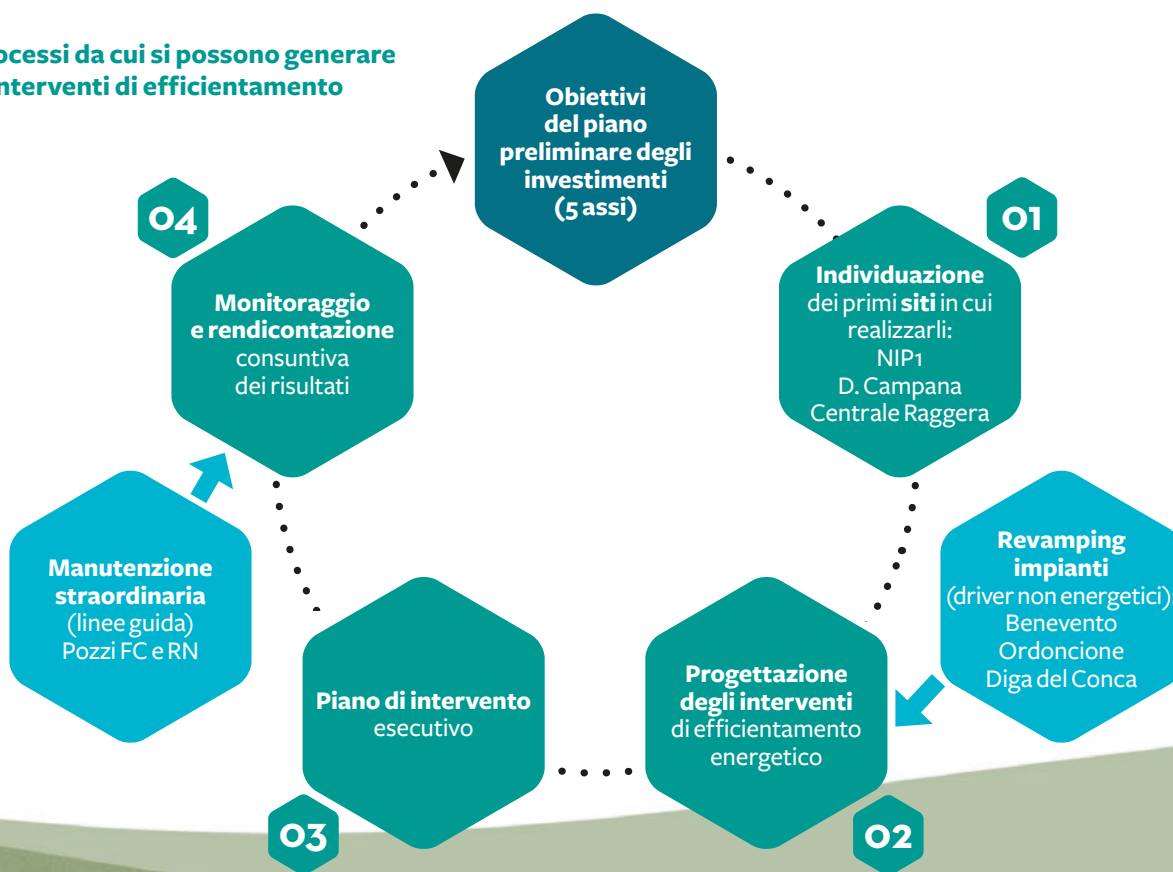 ocessi da cui si possono generare
nterventi di efficientamento
Obiettivi
del piano
preliminare degli
investimenti
(5 assi)
04
01
Monitoraggio
e rendicontazione
consuntiva
dei risultati
Individuazione
dei primi siti in cui
realizzarli:
NIP1
D. Campana
Centrale Raggera
Manutenzione
straordinaria
(linee guida)
Pozzi FC e RN
Revamping
impianti
(driver non energetici)
Benevento
Ordoncione
Diga del Conca
Piano di intervento
esecutivo
Progettazione
degli interventi
di efficientamento
energetico
03
02